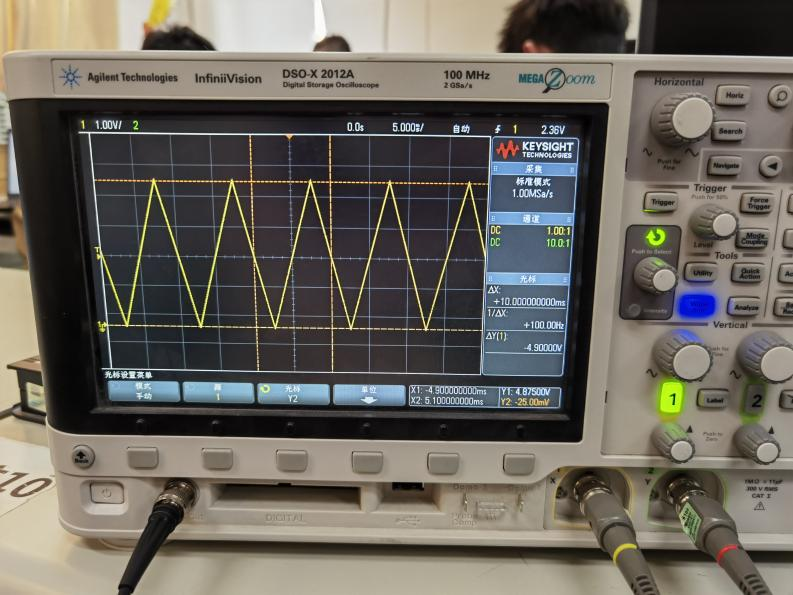 Agilent Technologies InfiniiVision DSO-X 2012A 100 MHz MEGA Zoom
Digital Storage Oscilloscope 2 GSa/s
1 1.00V/ 2 0.0s 5.000ms/ 自动 1 2.36V
KEYSIGHT
TECHNOLOGIES
采集
标准模式
1.00MSa/s
通道
DC 1.00:1
DC 10.0:1
光标
ΔX:
+10.000000000ms
1/ΔX:
+100.00Hz
ΔY(1):
-4.90000V
光标设置菜单
模式
手动
源
1
光标
Y2
单位
X1: -4.900000000ms Y1: 4.87500V
X2: 5.100000000ms Y2: -25.00mV
Horizontal
Horiz
Search
Push for
Fine
Navigate
Trigger
Push for 50%
Trigger
Force
Trigger
Level
Mode
Coupling
Push to Select
Tools
Utility
Quick
Action
Intensity
Analyze
Vertical
Push for
Fine
1
Label
2
Push to
Zero
Back
DIGITAL
X
Y
2
1MΩ ≈ 11pF
300 V RMS
CAT I
10